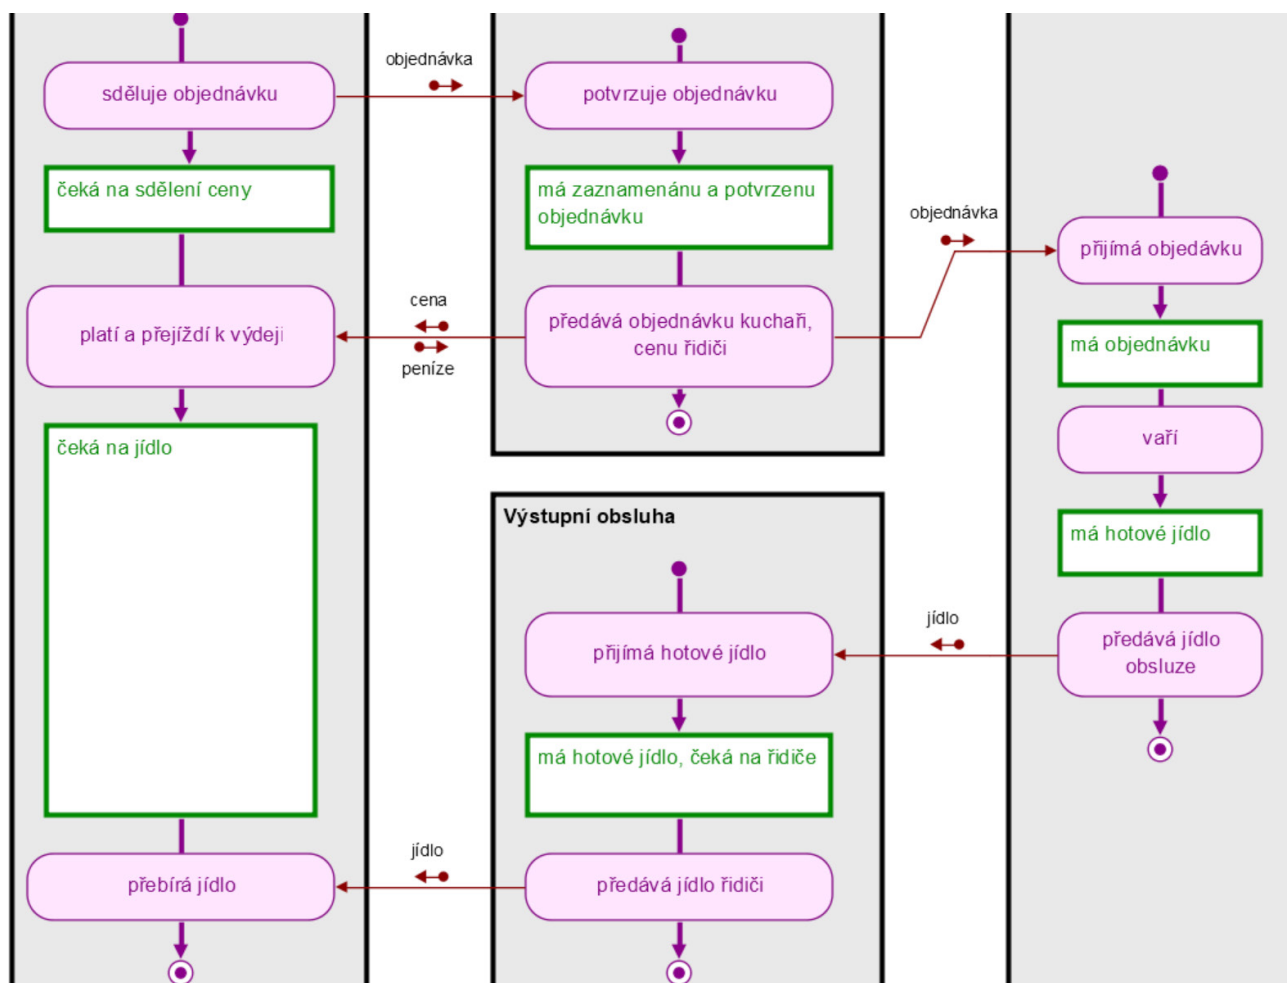 objednávka
sděluje objednávku
potvrzuje objednávku
čeká na sdělení ceny
má zaznamenánu a potvrzenu
objednávku
objednávka
přijímá objedávku
cena
platí a přejíždí k výdeji
předává objednávku kuchaři,
cenu řidiči
peníze
má objednávku
čeká na jídlo
vaří
Výstupní obsluha
má hotové jídlo
jídlo
přijímá hotové jídlo
předává jídlo
obsluze
má hotové jídlo, čeká na řidiče
jídlo
přebírá jídlo
předává jídlo řidiči